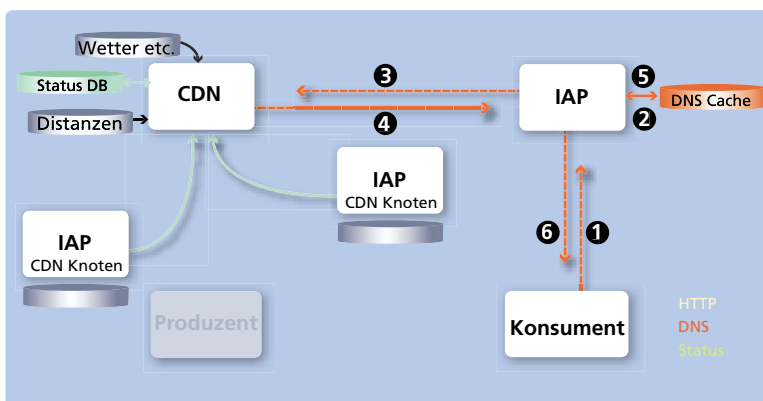 Wetter etc.
Status DB
CDN
Distanzen
3
4
IAP
5
2
DNS Cache
IAP
CDN Knoten
IAP
CDN Knoten
6
1
Produzent
Konsument
HTTP
DNS
Status